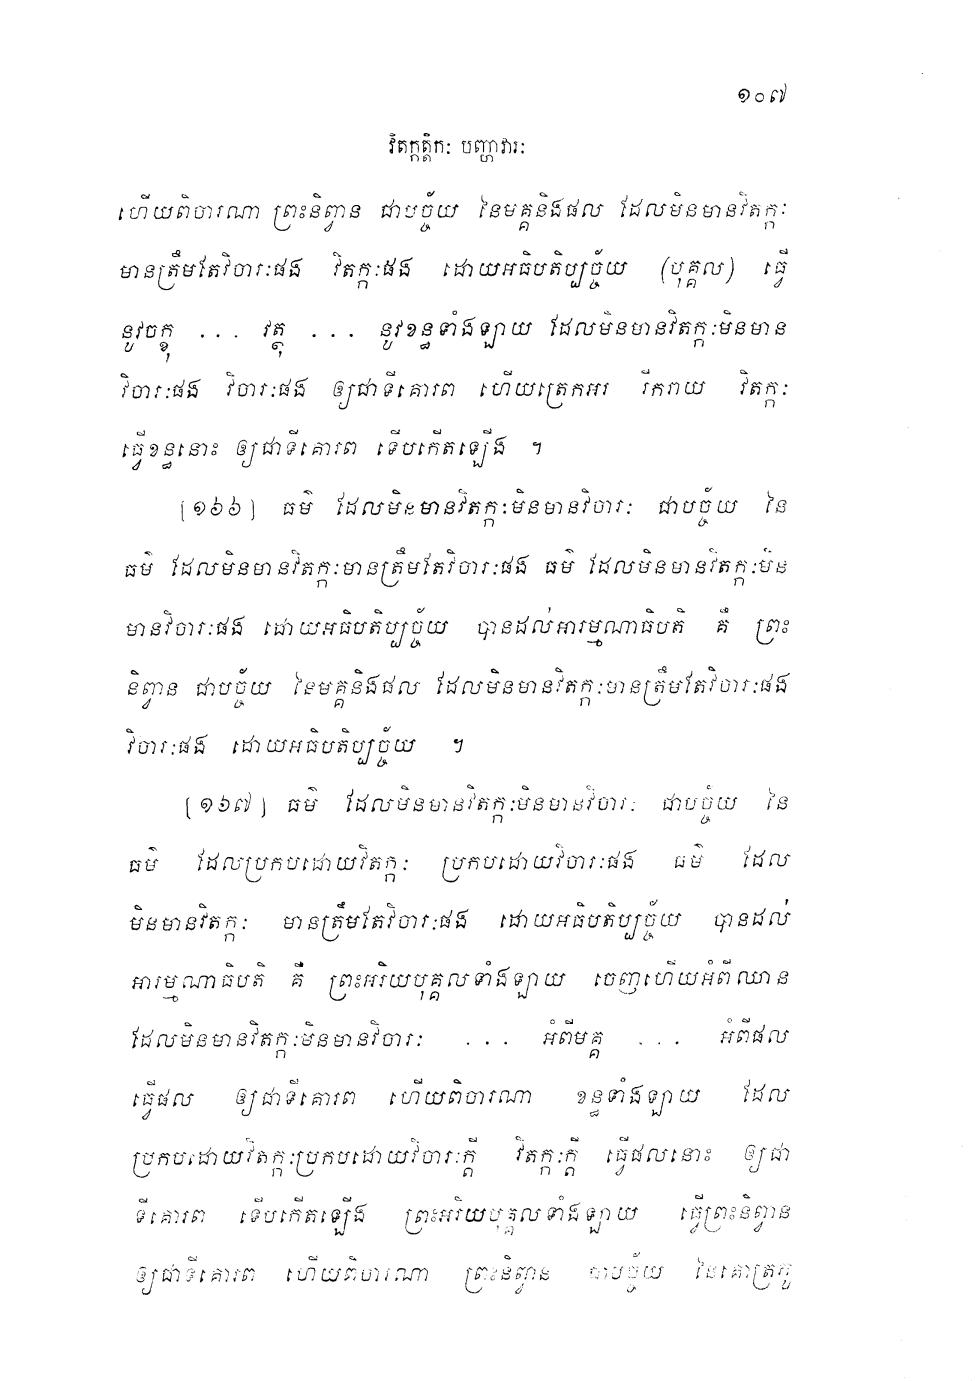 ១០៧
វិតក្កត្តិកៈ បញ្ហាវារៈ
ហើយពិចារណា ព្រះនិព្វាន ជាបច្ច័យ នៃមគ្គនិងផល ដែលមិនមានវិតក្កៈ
មានត្រឹមតែវិចារៈផង វិតក្កៈផង ដោយអធិបតិប្បច្ច័យ (បុគ្គល) ធ្វើ
នូវចក្ខុ ... វត្ថុ ... នូវខន្ធទាំងឡាយ ដែលមិនមានវិតក្កៈមិនមាន
វិចារៈផង វិចារៈផង ឲ្យជាទីគោរព ហើយត្រេកអរ រីករាយ វិតក្កៈ
ធ្វើខន្ធនោះ ឲ្យជាទីគោរព ទើបកើតឡើង ។
[១៦៦] ធម៌ ដែលមិនមានវិតក្កៈមិនមានវិចារៈ ជាបច្ច័យ នៃ
ធម៌ ដែលមិនមានវិតក្កៈមានត្រឹមតែវិចារៈផង ធម៌ ដែលមិនមានវិតក្កៈមិន
មានវិចារៈផង ដោយអធិបតិប្បច្ច័យ បានដល់អារម្មណាធិបតិ គឺ ព្រះ
និព្វាន ជាបច្ច័យ នៃមគ្គនិងផល ដែលមិនមានវិតក្កៈមានត្រឹមតែវិចារៈផង
វិចារៈផង ដោយអធិបតិប្បច្ច័យ ។
[១៦៧] ធម៌ ដែលមិនមានវិតក្កៈមិនមានវិចារៈ ជាបច្ច័យ នៃ
ធម៌ ដែលប្រកបដោយវិតក្កៈ ប្រកបដោយវិចារៈផង ធម៌ ដែល
មិនមានវិតក្កៈ មានត្រឹមតែវិចារៈផង ដោយអធិបតិប្បច្ច័យ បានដល់
អារម្មណាធិបតិ គឺ ព្រះអរិយបុគ្គលទាំងឡាយ ចេញហើយអំពីឈាន
ដែលមិនមានវិតក្កៈមិនមានវិចារៈ ... អំពីមគ្គ ... អំពីផល
ធ្វើផល ឲ្យជាទីគោរព ហើយពិចារណា ខន្ធទាំងឡាយ ដែល
ប្រកបដោយវិតក្កៈប្រកបដោយវិចារៈក្តី វិតក្កៈក្តី ធ្វើផលនោះ ឲ្យជា
ទីគោរព ទើបកើតឡើង ព្រះអរិយបុគ្គលទាំងឡាយ ធ្វើព្រះនិព្វាន
ឲ្យជាទីគោរព ហើយពិចារណា ព្រះនិព្វាន ជាបច្ច័យ នៃគោត្រភូ